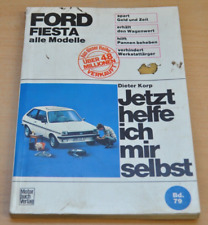 FORD
FIESTA
alle Modelle
spart
Geld und Zeit
erhält
den Wagenwert
hilft
Pannen beheben
verhindert
Werkstattärger
ÜBER 4,8
MILLIONEN
VERKAUFT
Dieter Korp
Jetzt
helfe
ich
mir
selbst
Motor
buch
Verlag
Bd.
79